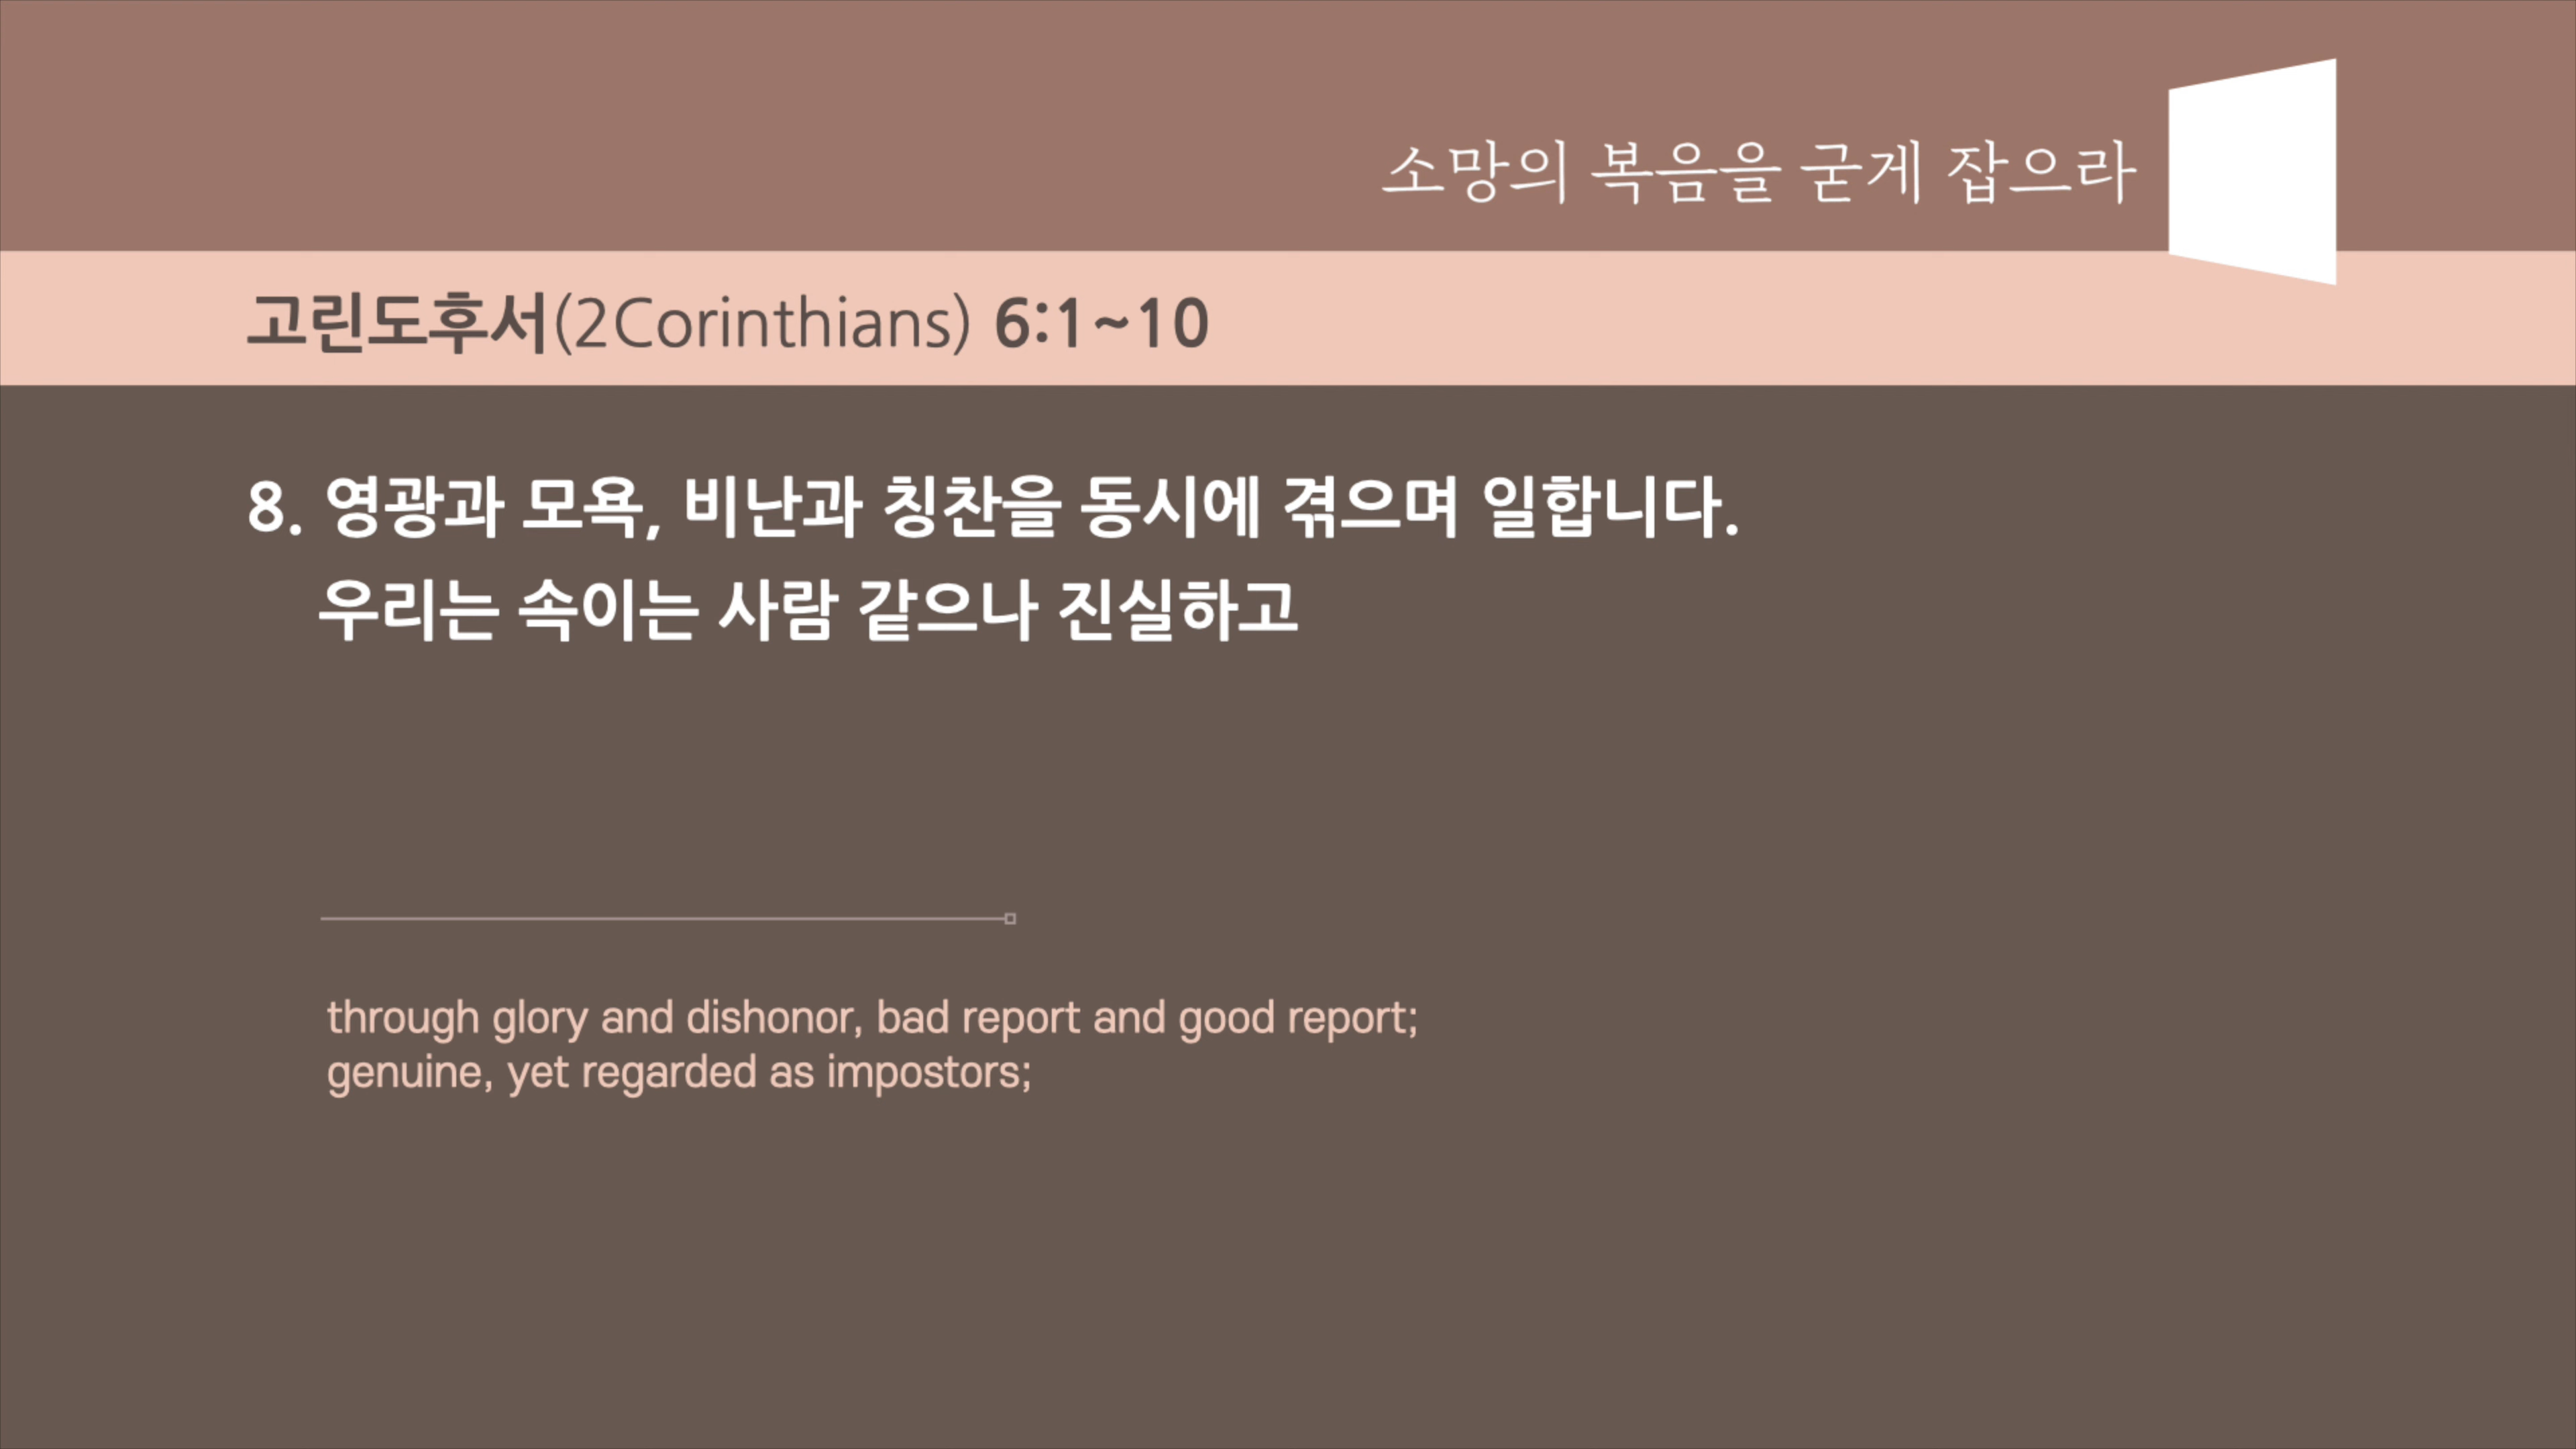 소망의 복음을 굳게 잡으라
고린도후서(2Corinthians) 6:1~10
8. 영광과 모욕, 비난과 칭찬을 동시에 겪으며 일합니다.
우리는 속이는 사람 같으나 진실하고
through glory and dishonor, bad report and good report;
genuine, yet regarded as impostors;